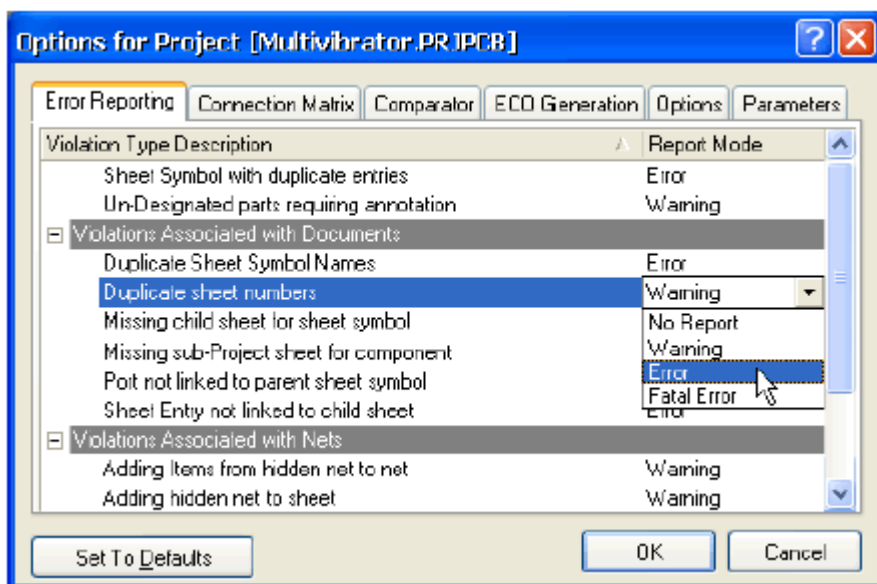 Options for Project [Multivibrator.PRJPCB]
Error Reporting Connection Matrix Comparator ECO Generation Options Parameters
Violation Type Description Report Mode
Sheet Symbol with duplicate entries Error
Un-Designated parts requiring annotation Warning
Violations Associated with Documents
Duplicate Sheet Symbol Names Error
Duplicate sheet numbers Warning
Missing child sheet for sheet symbol No Report
Missing sub-Project sheet for component Warning
Port not linked to parent sheet symbol Error
Fatal Error
Sheet Entry not linked to child sheet Error
Violations Associated with Nets
Adding Items from hidden net to net Warning
Adding hidden net to sheet Warning
Set To Defaults OK Cancel